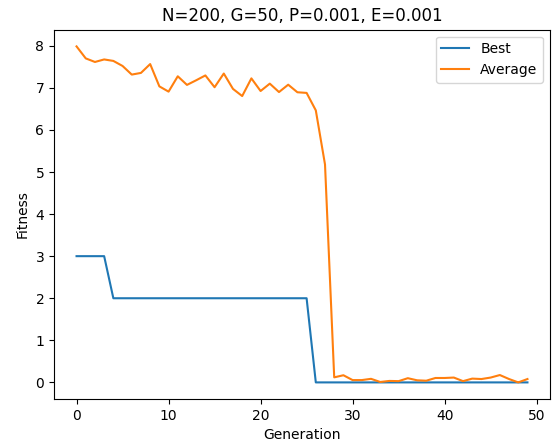 N=200, G=50, P=0.001, E=0.001
Best
Average
8
7
6
5
4
3
2
1
0
Fitness
0 10 20 30 40 50
Generation